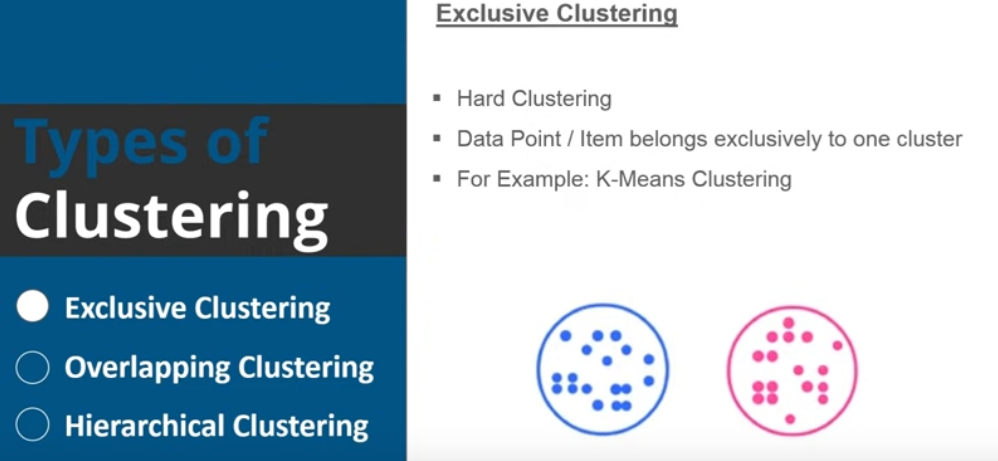 Types of
Clustering
Exclusive Clustering
Overlapping Clustering
Hierarchical Clustering
Exclusive Clustering
Hard Clustering
Data Point / Item belongs exclusively to one cluster
For Example: K-Means Clustering